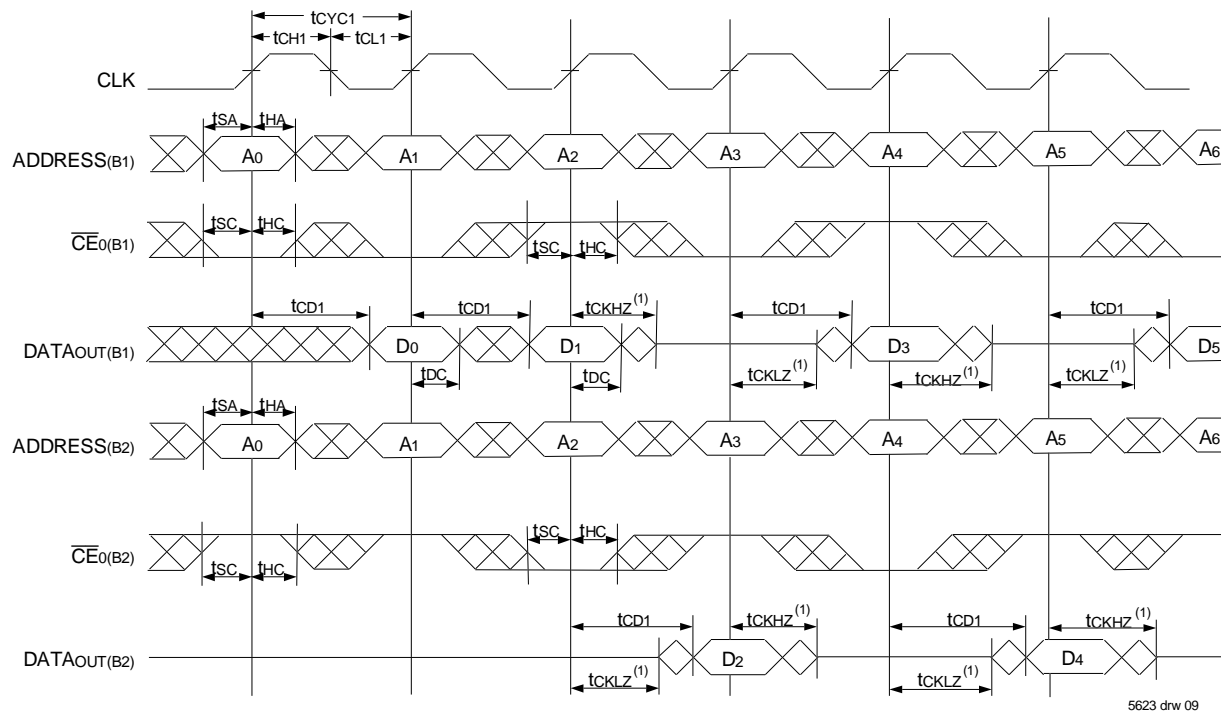 tCYC1
tCH1 tCL1
CLK
tSA tHA
ADDRESS(B1) A0 A1 A2 A3 A4 A5 A6
tSC tHC
CE0(B1)
tSC tHC
tCD1 tCD1 tCKHZ(1) tCD1 tCD1
DATAOUT(B1) D0 D1 D3 D5
tDC tDC tCKLZ(1) tCKHZ(1) tCKLZ(1)
tSA tHA
ADDRESS(B2) A0 A1 A2 A3 A4 A5 A6
tSC tHC
CE0(B2)
tSC tHC
tCD1 tCKHZ(1) tCD1 tCKHZ(1)
DATAOUT(B2) D2 D4
tCKLZ(1) tCKLZ(1)
5623 drw 09